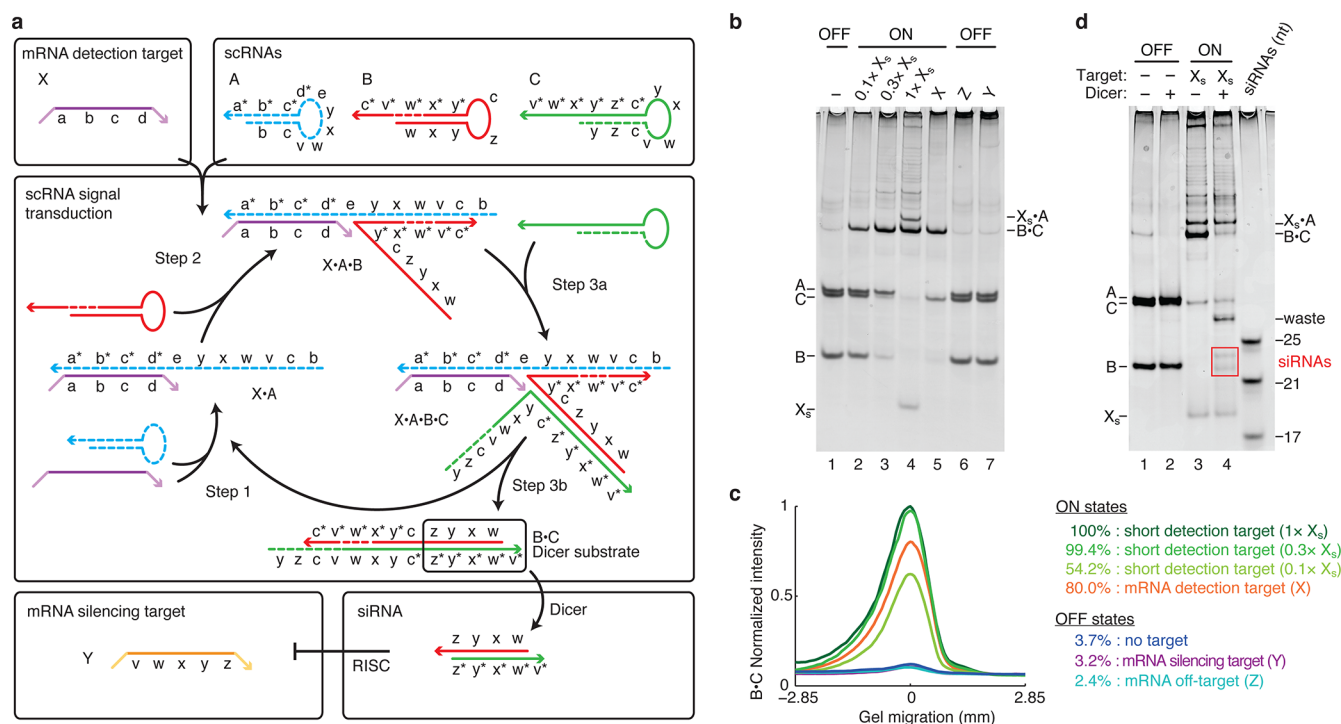 a
mRNA detection target
X
a b c d
scRNAs
A
a* b* c* d* e
y
x
b c
v w
B
c* v* w* x* y* c
w x y z
C
v* w* x* y* z* c* y x
y z c
v w
scRNA signal
transduction
a* b* c* d* e y x w v c b
a b c d
y* x* w* v* c*
c
z
y
x
w
X•A•B
Step 2
Step 3a
a* b* c* d* e y x w v c b
a b c d
X•A
a* b* c* d* e y x w v c b
a b c d
y* x* w* v* c*
X•A•B•C
y z c v w x y
c* z* y* x* w* v*
c z y x w
Step 1
Step 3b
c* v* w* x* y* c z y x w
y z c v w x y c* z* y* x* w* v*
B•C
Dicer substrate
mRNA silencing target
Y
v w x y z
siRNA
RISC
Dicer
z y x w
z* y* x* w* v*
b
OFF ON OFF
– 0.1× Xs 0.3× Xs 1× Xs X Z Y
Xs•A
B•C
A
C
B
Xs
1 2 3 4 5 6 7
c
B•C Normalized intensity
1
0.5
0
−2.85 0 2.85
Gel migration (mm)
ON states
100% : short detection target (1× Xs)
99.4% : short detection target (0.3× Xs)
54.2% : short detection target (0.1× Xs)
80.0% : mRNA detection target (X)
OFF states
3.7% : no target
3.2% : mRNA silencing target (Y)
2.4% : mRNA off-target (Z)
d
OFF ON
Target: – – Xs Xs
Dicer: – + – +
siRNAs (nt)
Xs•A
B•C
A
C
waste
25
siRNAs
B
21
Xs
17
1 2 3 4